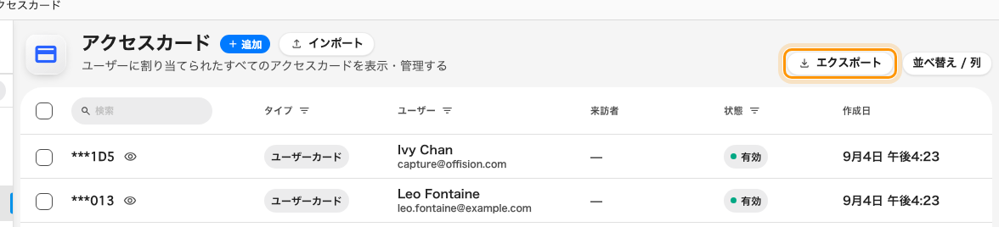 クセスカード
アクセスカード
+ 追加
インポート
ユーザーに割り当てられたすべてのアクセスカードを表示・管理する
エクスポート
並べ替え / 列
検索
タイプ
ユーザー
来訪者
状態
作成日
***1D5
ユーザーカード
Ivy Chan
capture@offision.com
—
有効
9月4日 午後4:23
***013
ユーザーカード
Leo Fontaine
leo.fontaine@example.com
—
有効
9月4日 午後4:23